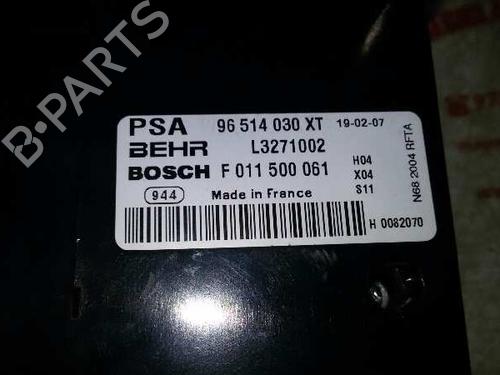 B-PARTS
PSA 96 514 030 XT 19-02-07
BEHR L3271002
BOSCH F 011 500 061
H04
X04
S11
944 Made in France
H 0082070
N68 2004 RFTA